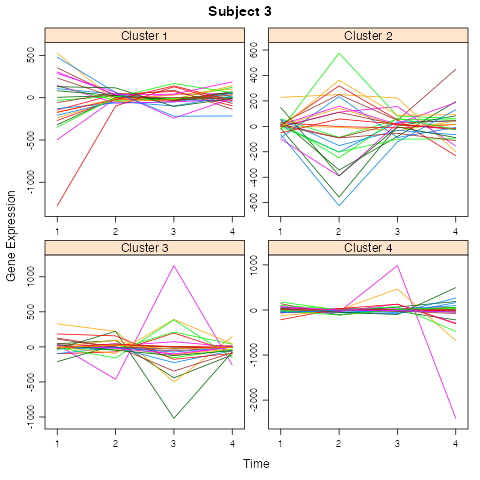 Subject 3
Cluster 1
Cluster 2
500
0
-500
-1000
600
400
200
0
-200
-400
-600
1 2 3 4
1 2 3 4
Gene Expression
Cluster 3
Cluster 4
1000
500
0
-500
-1000
1000
0
-1000
-2000
1 2 3 4
1 2 3 4
Time